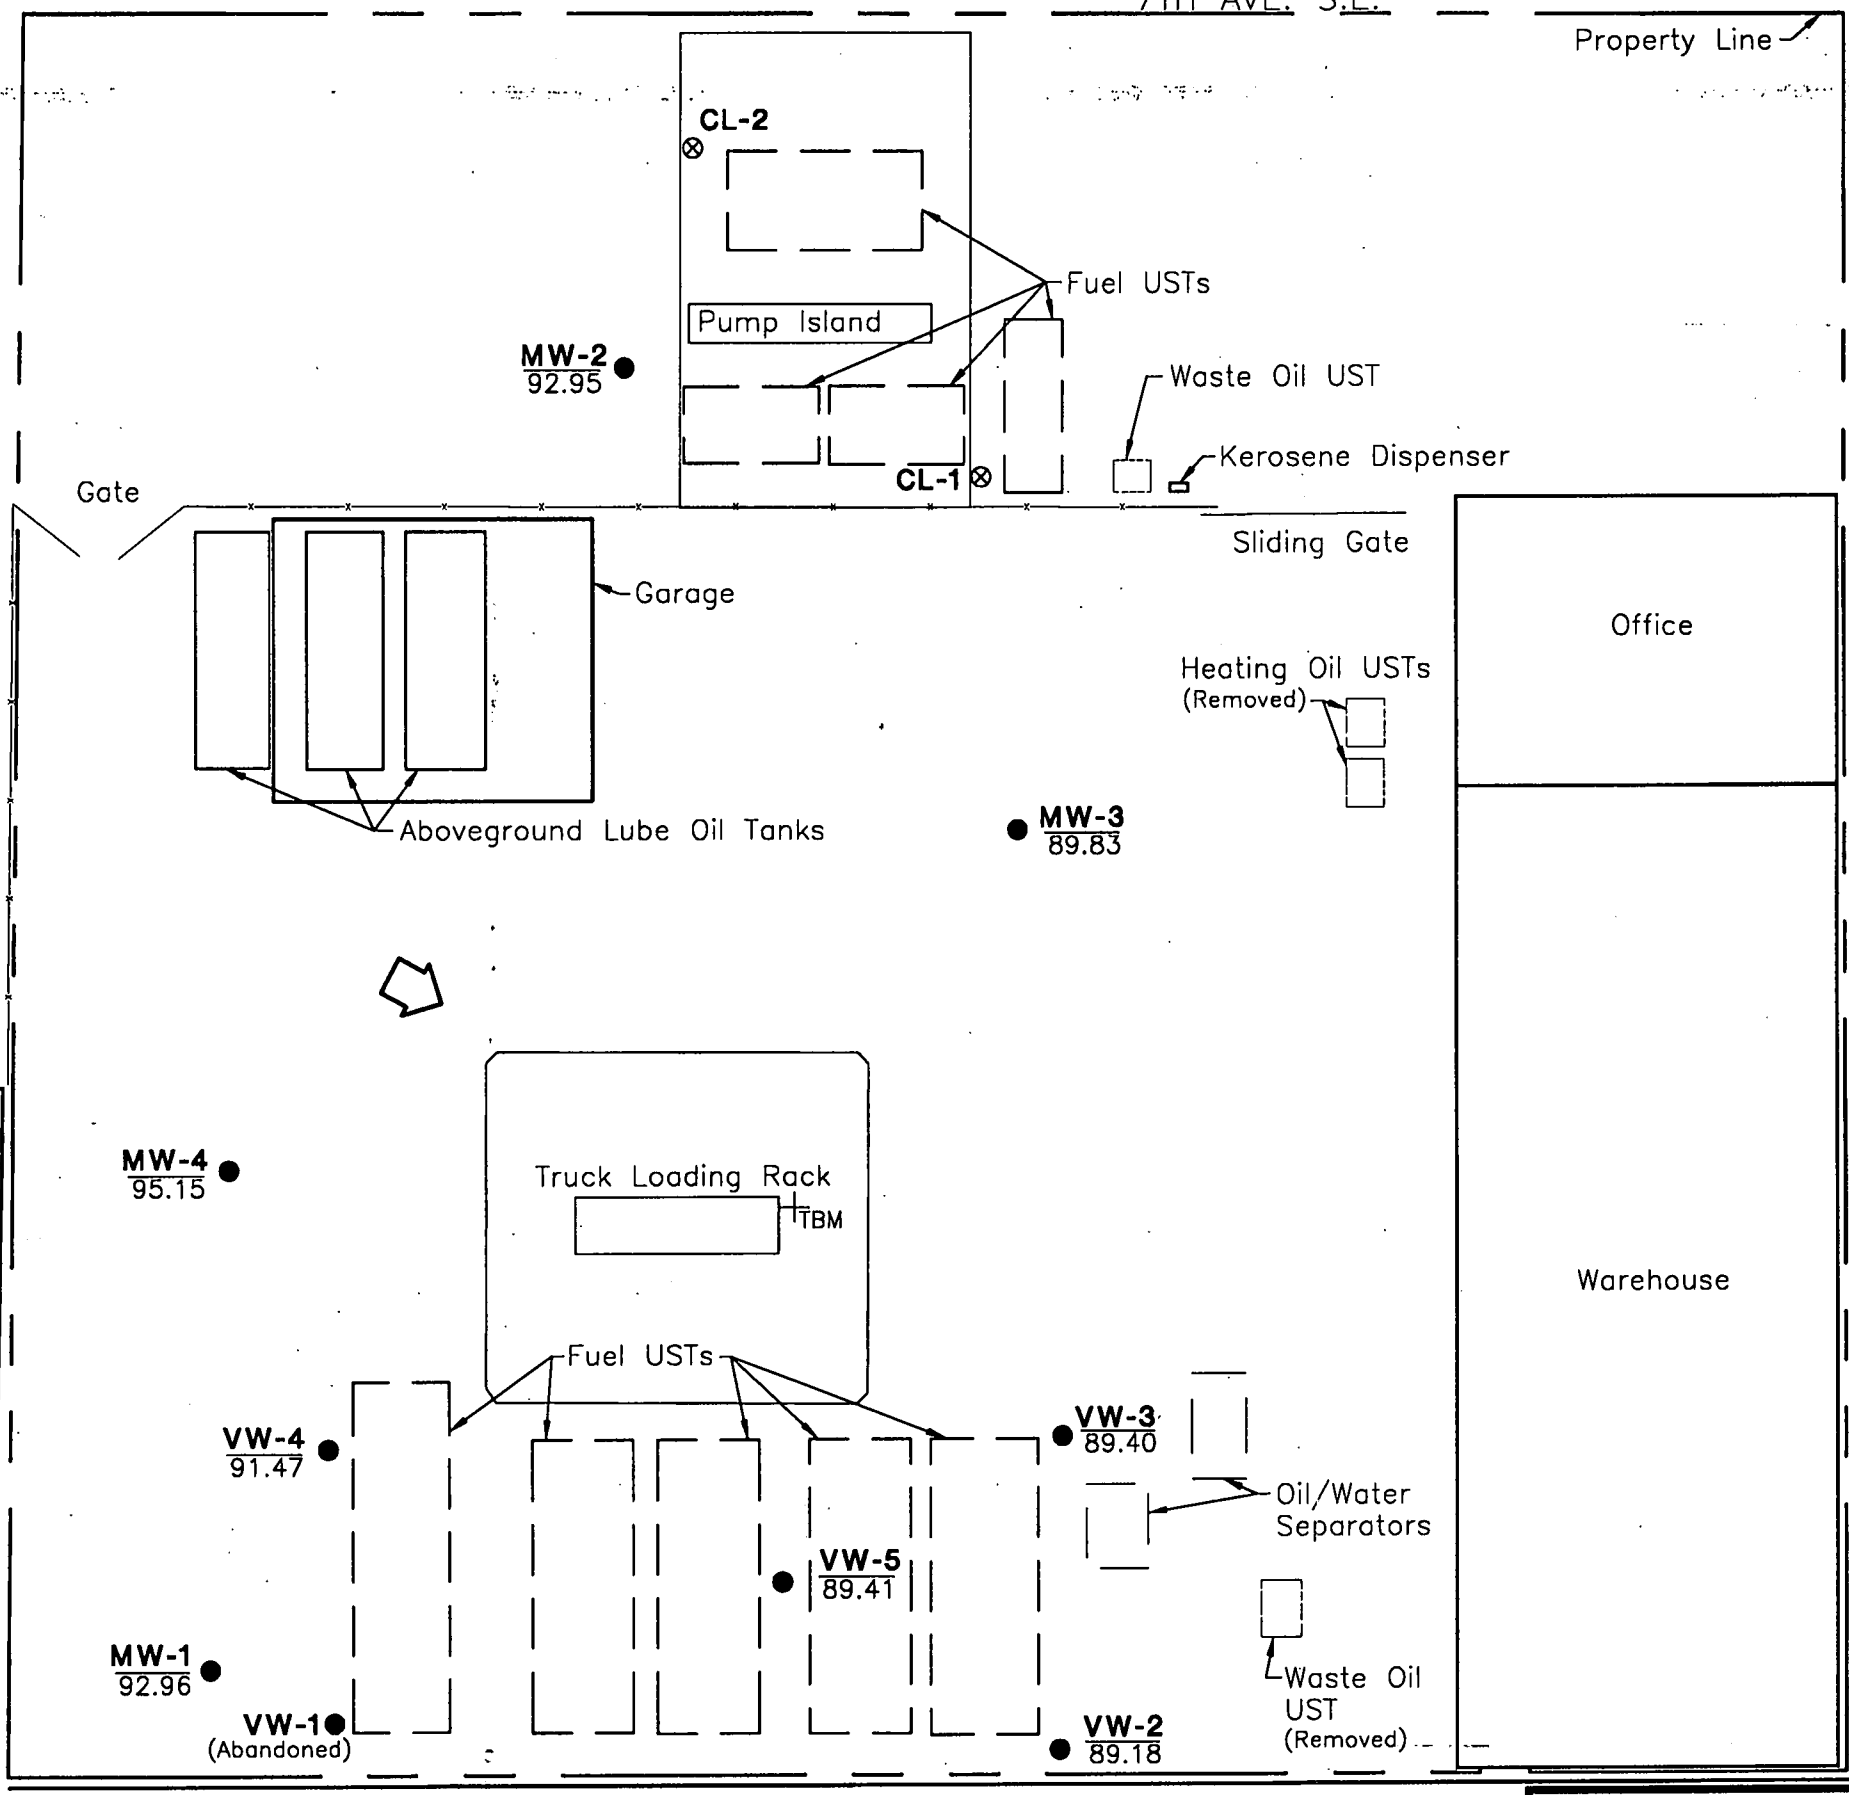 7TH AVE. S.E.
Property Line
CL-2
Fuel USTs
Pump Island
MW-2
92.95
Waste Oil UST
Kerosene Dispenser
CL-1
Gate
Sliding Gate
Garage
Office
Heating Oil USTs
(Removed)
MW-3
89.83
Aboveground Lube Oil Tanks
MW-4
95.15
Truck Loading Rack
TBM
Warehouse
Fuel USTs
VW-3
89.40
VW-4
91.47
Oil/Water
Separators
VW-5
89.41
MW-1
92.96
Waste Oil
UST
(Removed)
VW-1
(Abandoned)
VW-2
89.18